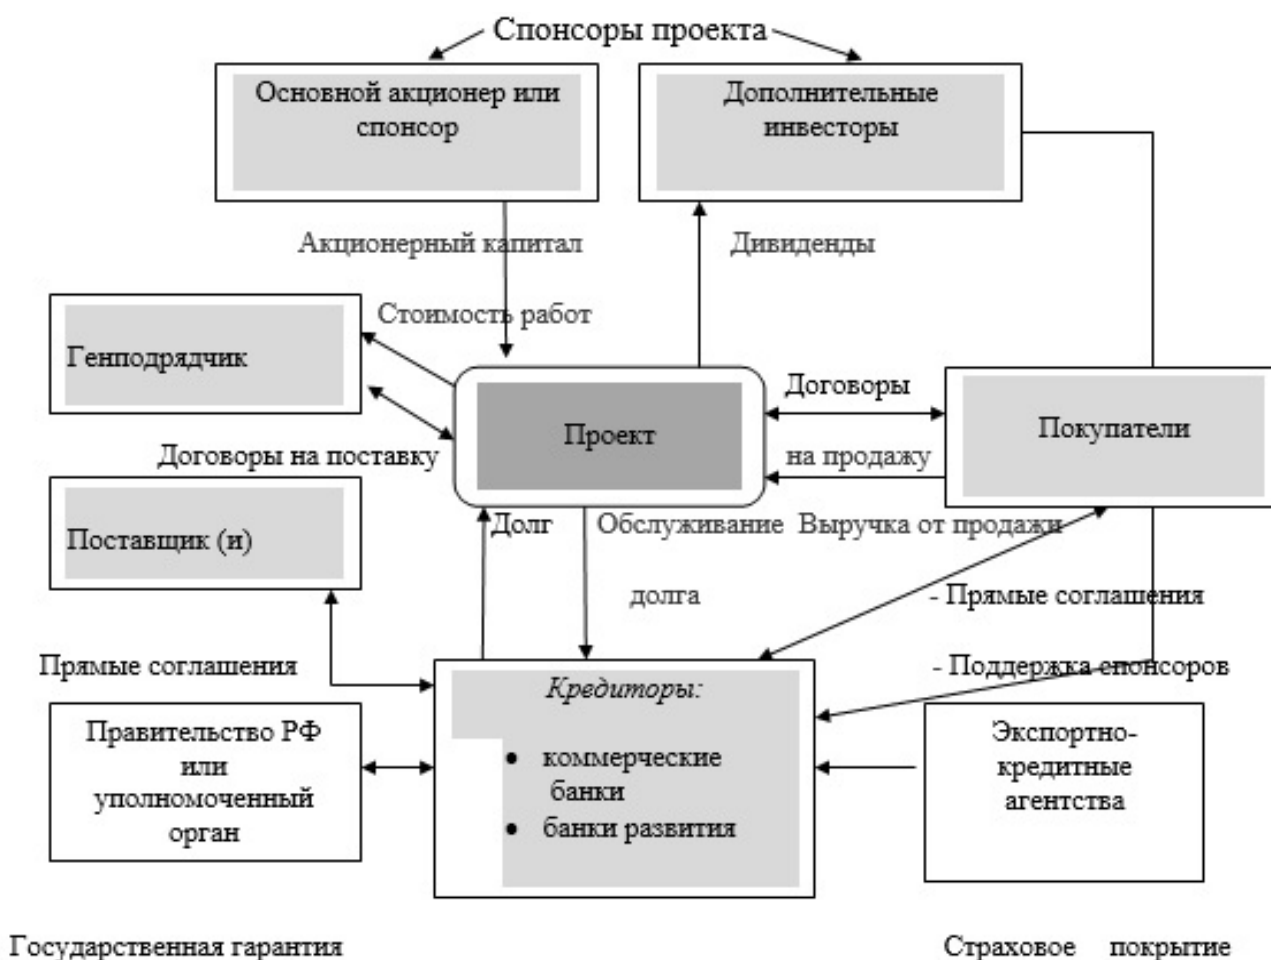 Спонсоры проекта
Основной акционер или
спонсор
Дополнительные
инвесторы
Акционерный капитал
Дивиденды
Стоимость работ
Генподрядчик
Договоры
Проект
Покупатели
Договоры на поставку
на продажу
Поставщик (и)
Долг
Обслуживание Выручка от продажи
долга
- Прямые соглашения
Прямые соглашения
- Поддержка спонсоров
Кредиторы:
• коммерческие
банки
• банки развития
Правительство РФ
или
уполномоченный
орган
Экспортно-
кредитные
агентства
Государственная гарантия
Страховое покрытие